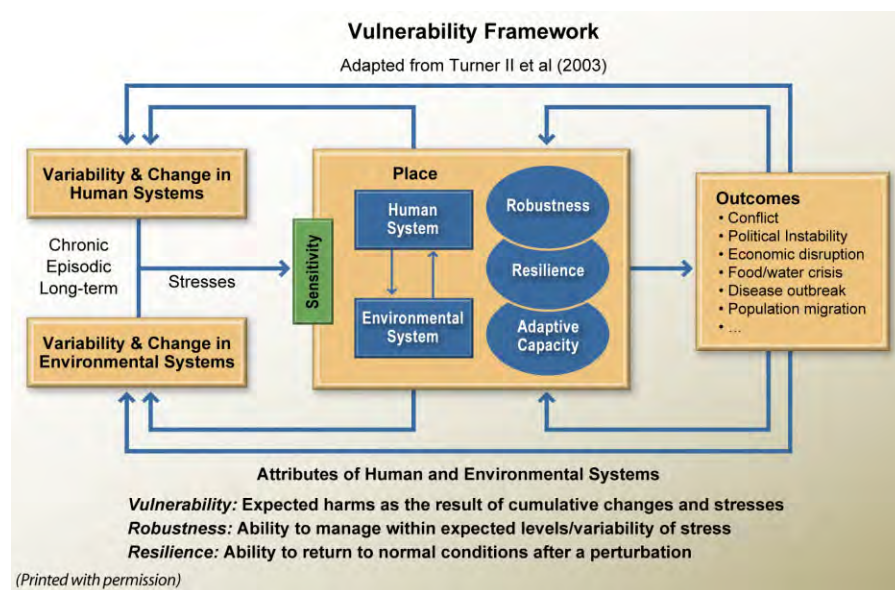 Vulnerability Framework
Adapted from Turner II et al (2003)
Variability & Change in
Human Systems
Chronic
Episodic
Long-term
Stresses
Variability & Change in
Environmental Systems
Sensitivity
Place
Human
System
Environmental
System
Robustness
Resilience
Adaptive
Capacity
Outcomes
• Conflict
• Political Instability
• Economic disruption
• Food/water crisis
• Disease outbreak
• Population migration
• ...
Attributes of Human and Environmental Systems
Vulnerability: Expected harms as the result of cumulative changes and stresses
Robustness: Ability to manage within expected levels/variability of stress
Resilience: Ability to return to normal conditions after a perturbation
(Printed with permission)